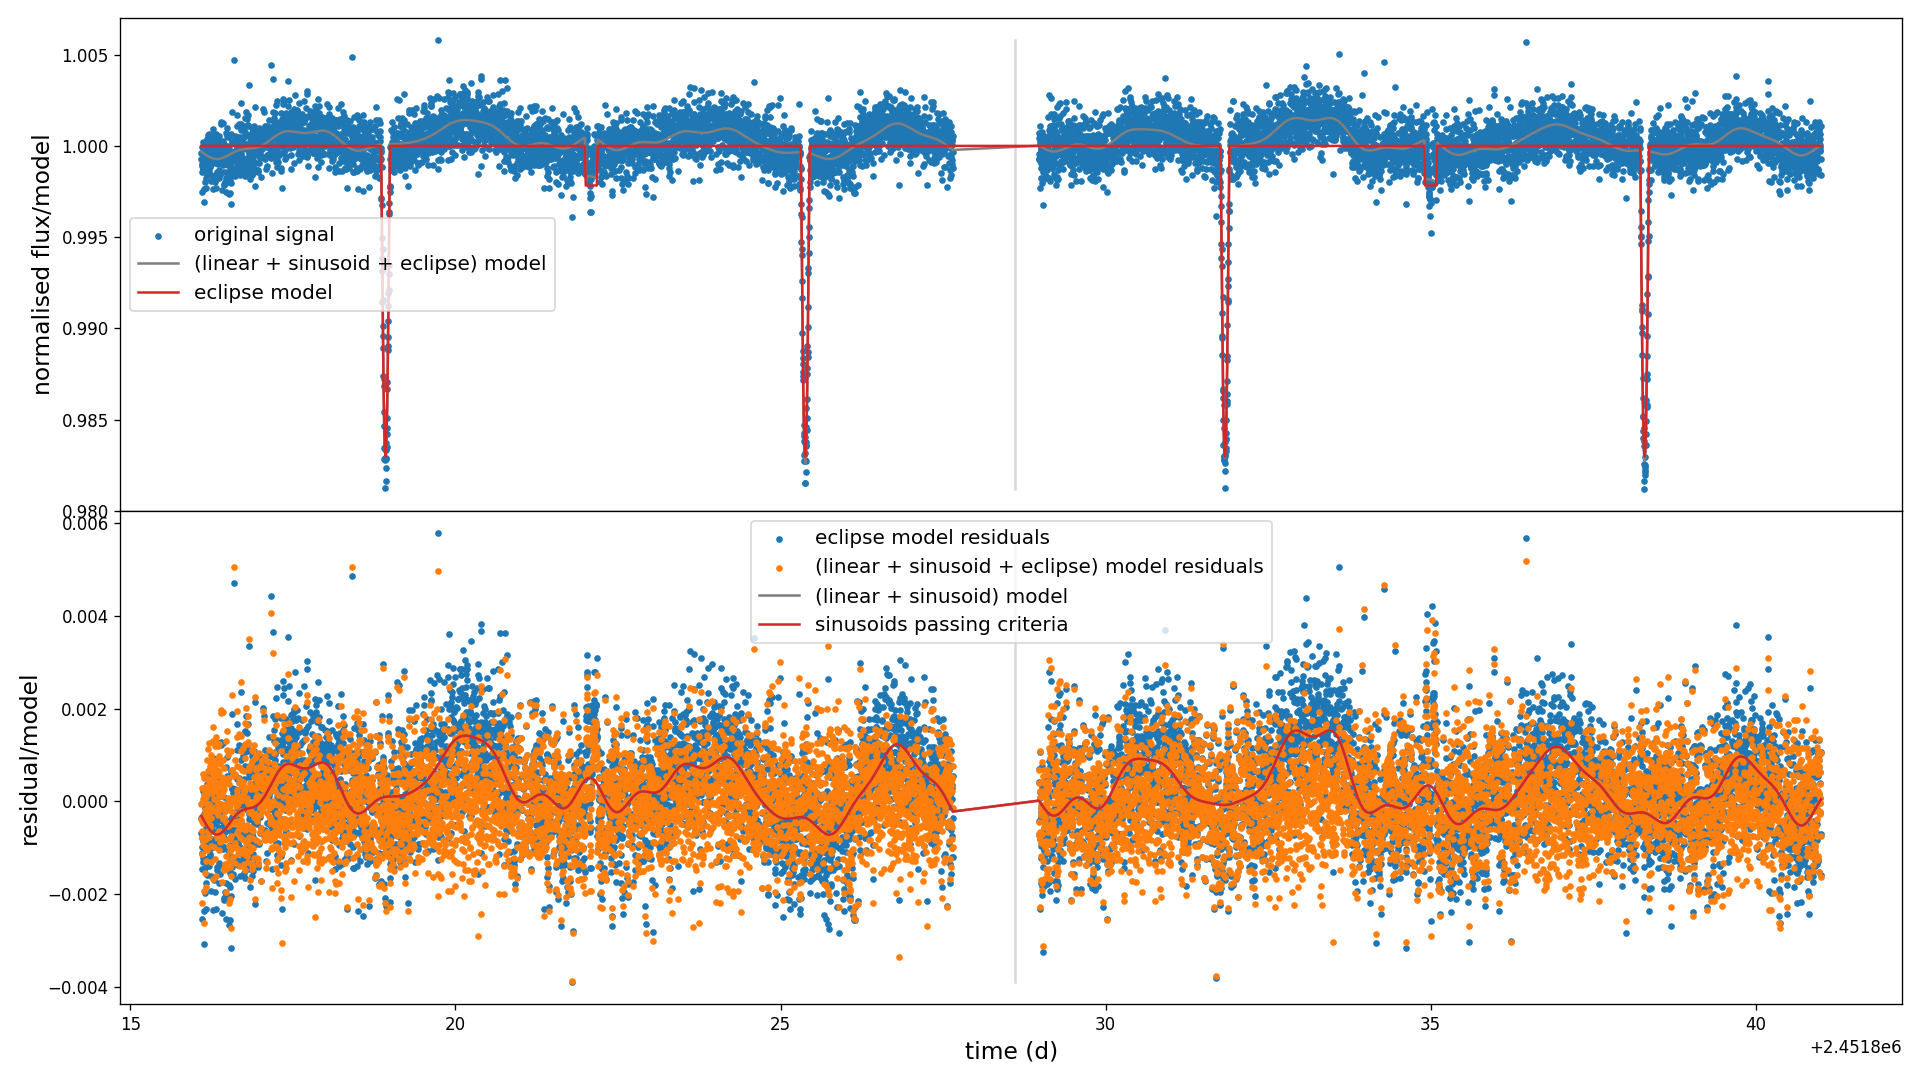 normalised flux/model
1.005
1.000
0.995
0.990
0.985
0.980
original signal
(linear + sinusoid + eclipse) model
eclipse model
residual/model
0.006
0.004
0.002
0.000
−0.002
−0.004
eclipse model residuals
(linear + sinusoid + eclipse) model residuals
(linear + sinusoid) model
sinusoids passing criteria
15 20 25 30 35 40
time (d)
+2.4518e6